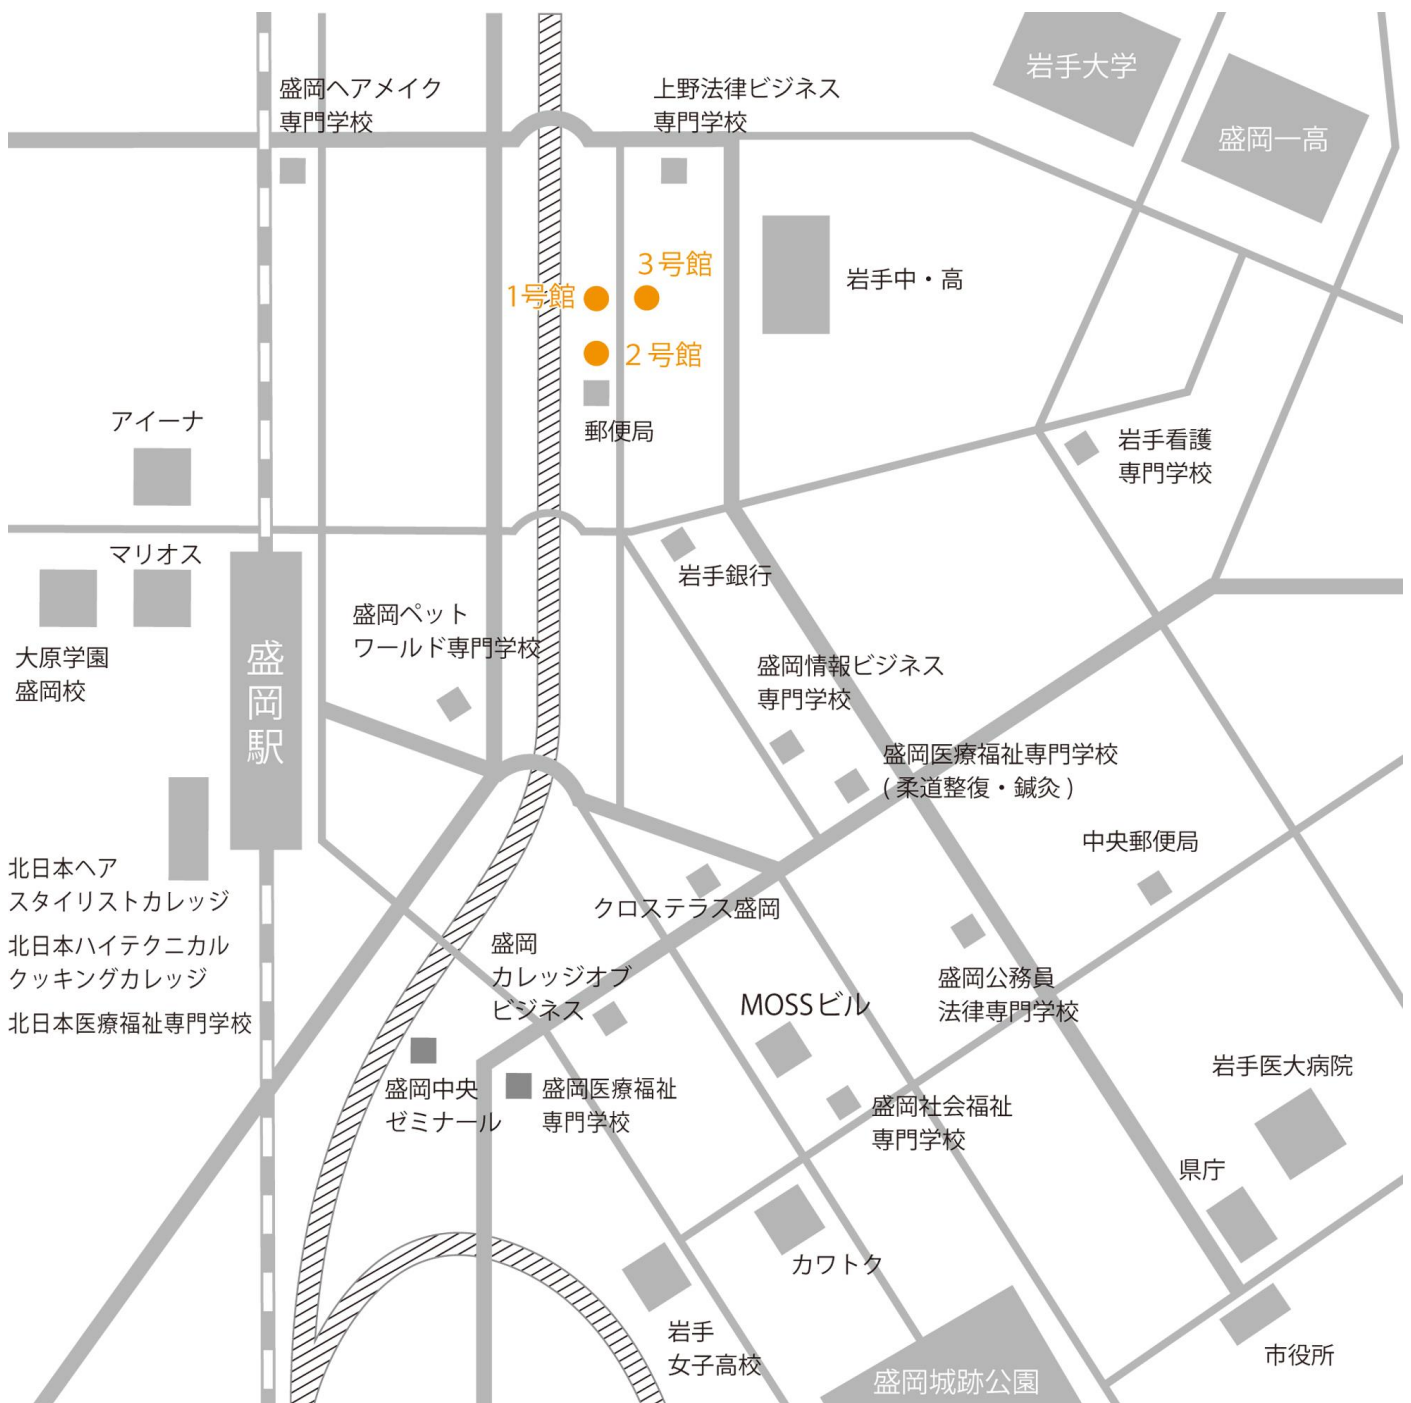 岩手大学
盛岡一高
盛岡ヘアメイク
専門学校
上野法律ビジネス
専門学校
3号館
1号館
2号館
岩手中・高
郵便局
アイーナ
岩手看護
専門学校
マリオス
岩手銀行
大原学園
盛岡校
盛岡駅
盛岡ペット
ワールド専門学校
盛岡情報ビジネス
専門学校
盛岡医療福祉専門学校
(柔道整復・鍼灸)
中央郵便局
北日本ヘア
スタイリストカレッジ
北日本ハイテクニカル
クッキングカレッジ
北日本医療福祉専門学校
クロステラス盛岡
盛岡
カレッジオブ
ビジネス
MOSSビル
盛岡公務員
法律専門学校
盛岡中央
ゼミナール
盛岡医療福祉
専門学校
盛岡社会福祉
専門学校
岩手医大病院
県庁
カワトク
岩手
女子高校
盛岡城跡公園
市役所